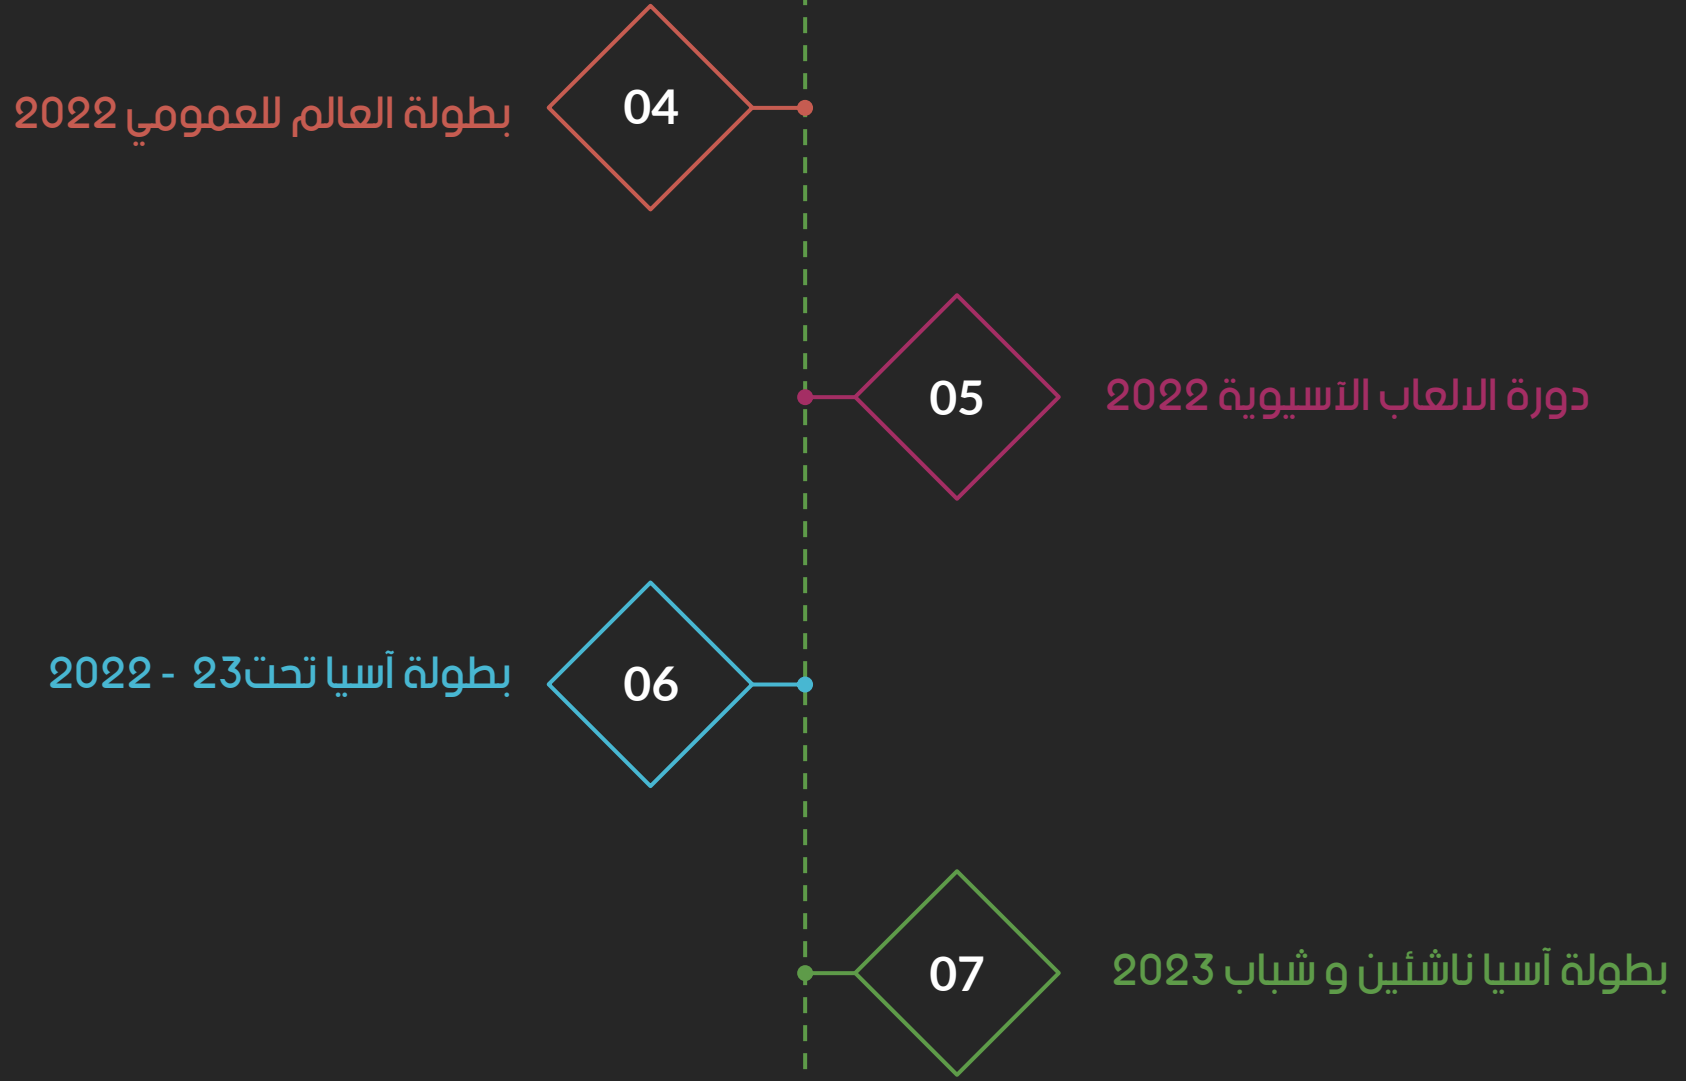 04
بطولة العالم للعمومي 2022
05
دورة الالعاب الآسيوية 2022
06
بطولة آسيا تحت23 - 2022
07
بطولة آسيا ناشئين و شباب 2023